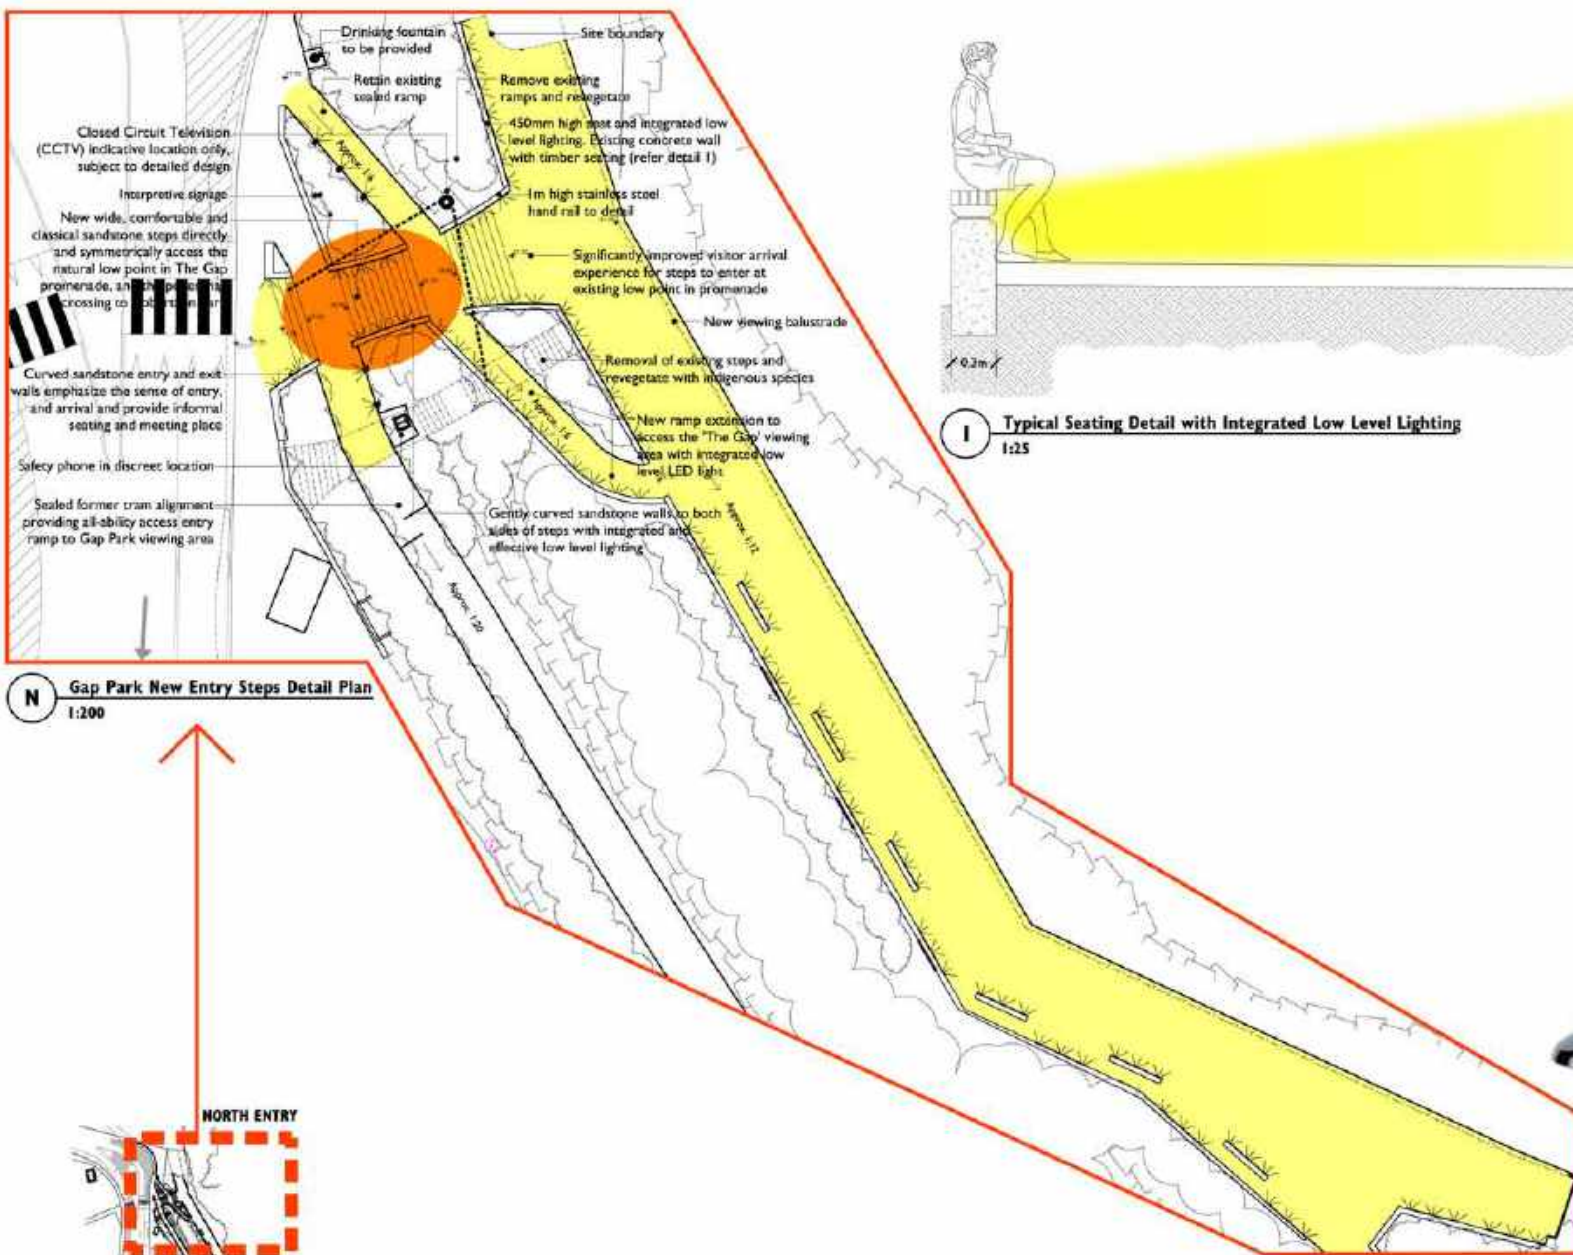 Drinking fountain
to be provided
Site boundary
Retain existing
sealed ramp
Remove existing
ramps and revegetate
Closed Circuit Television
(CCTV) indicative location only,
subject to detailed design
450mm high seat and integrated low
level lighting. Existing concrete wall
with timber seating (refer detail 1)
Interpretive signage
1m high stainless steel
hand rail to detail
New wide, comfortable and
classical sandstone steps directly
and symmetrically access the
natural low point in The Gap
promenade, and the
crossing to
Significantly improved visitor arrival
experience for steps to enter at
existing low point in promenade
New viewing balustrade
Removal of existing steps and
revegetate with indigenous species
Curved sandstone entry and exit
walls emphasize the sense of entry,
and arrival and provide informal
seating and meeting place
New ramp extension to
access the 'The Gap' viewing
area with integrated low
level LED light
Safety phone in discreet location
Sealed former tram alignment
providing all-ability access entry
ramp to Gap Park viewing area
Gently curved sandstone walls to both
sides of steps with integrated and
effective low level lighting
Approx. 1:6
Approx. 1:12
Approx. 1:20
0.2m
1
Typical Seating Detail with Integrated Low Level Lighting
1:25
N
Gap Park New Entry Steps Detail Plan
1:200
NORTH ENTRY